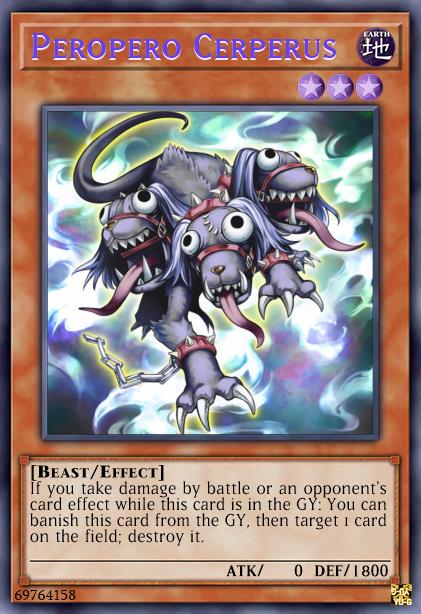 PEROPERO CERPERUS
EARTH
地
[BEAST/EFFECT]
If you take damage by battle or an opponent's
card effect while this card is in the GY: You can
banish this card from the GY, then target 1 card
on the field; destroy it.
ATK/ 0 DEF/1800
69764158